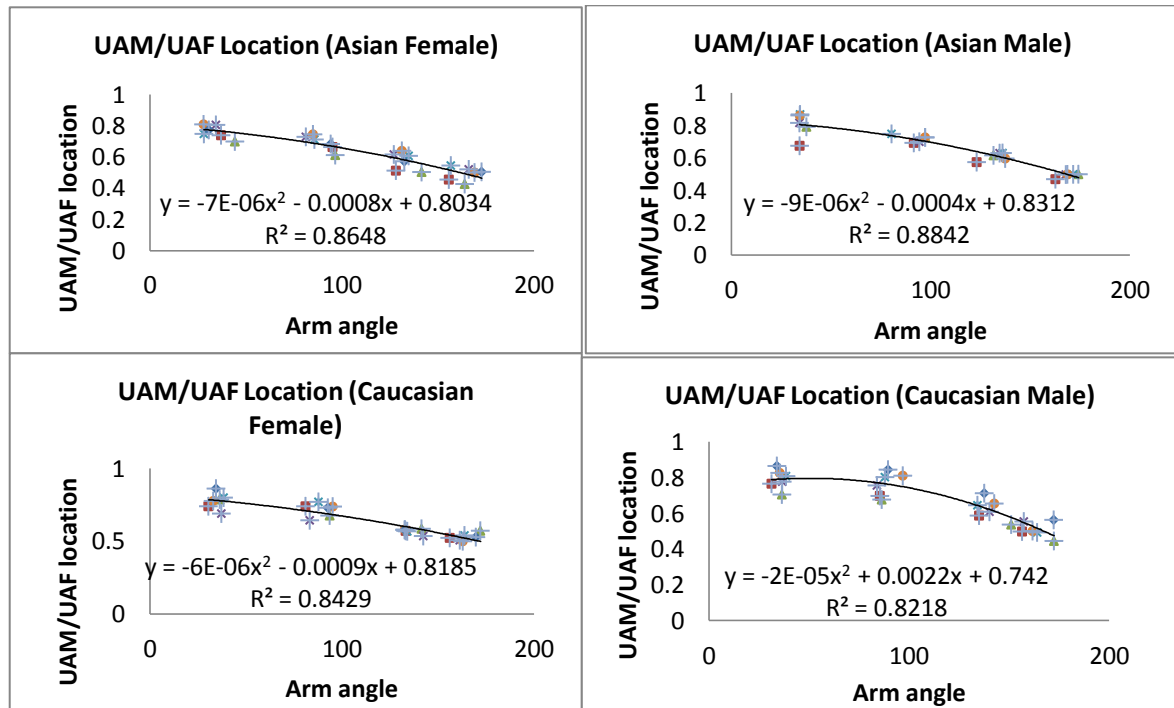 UAM/UAF Location (Asian Female)
UAM/UAF location
1
0.8
0.6
0.4
0.2
0
y = -7E-06x² - 0.0008x + 0.8034
R² = 0.8648
0
100
200
Arm angle
UAM/UAF Location (Asian Male)
UAM/UAF location
1
0.8
0.6
0.4
0.2
0
y = -9E-06x² - 0.0004x + 0.8312
R² = 0.8842
0
100
200
Arm angle
UAM/UAF Location (Caucasian
Female)
UAM/UAF location
1
0.5
0
y = -6E-06x² - 0.0009x + 0.8185
R² = 0.8429
0
100
200
Arm angle
UAM/UAF Location (Caucasian Male)
UAM/UAF location
1
0.8
0.6
0.4
0.2
0
y = -2E-05x² + 0.0022x + 0.742
R² = 0.8218
0
100
200
Arm angle